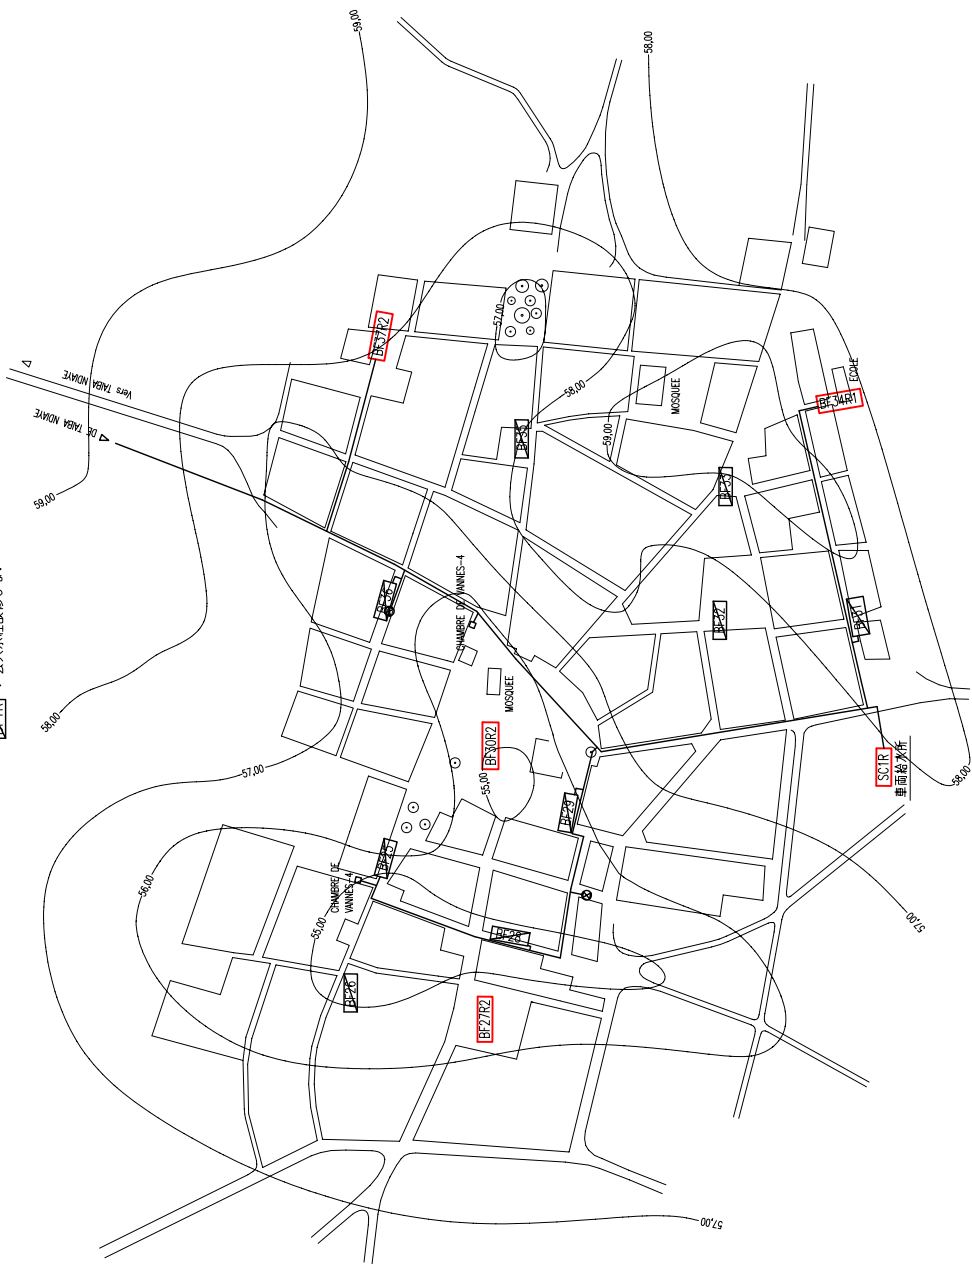 59,00
58,00
Vers TAIBA NDIAYE
DE TAIBA NDIAYE
57,00
BF37R2
59,00
58,00
MOSQUEE
ECOLE
BF34R1
BF35
59,00
BF33
CHAMBRE DE VANNES-4
BF36
BF32
BF31
58,00
MOSQUEE
BF30R2
57,00
55,00
SC1R
車両給水所
58,00
BF29
BF25
CHAMBRE DE
VANNES-4
56,00
55,00
57,00
BF28
BF26
BF27R2
57,00